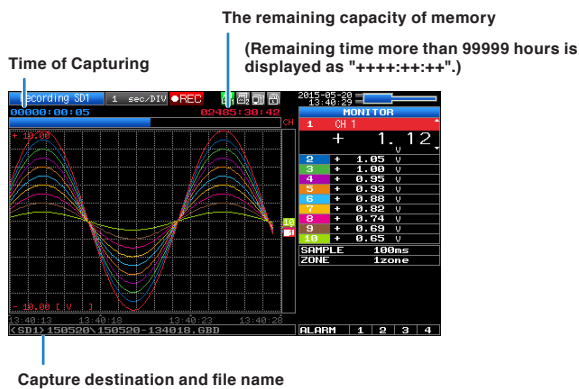 The remaining capacity of memory
(Remaining time more than 99999 hours is
displayed as "++++:++:++".)
Time of Capturing
Recording SD1 1 sec/DIV ●REC 2015-05-20
13:40:29
00000:00:05 02485:30:42
CH
MONITOR
1 CH 1
+ 1.12
V
2 + 1.05 V
3 + 1.00 V
4 + 0.95 V
5 + 0.93 V
6 + 0.88 V
7 + 0.82 V
8 + 0.74 V
9 + 0.69 V
10 + 0.65 V
SAMPLE 100ms
ZONE 1zone
+ 10.00
10
1
- 10.00 [ V ]
13:40:13 13:40:18 13:40:23 13:40:28
<SD1> 150520\150520-134018.GBD
ALARM 1 2 3 4
Capture destination and file name